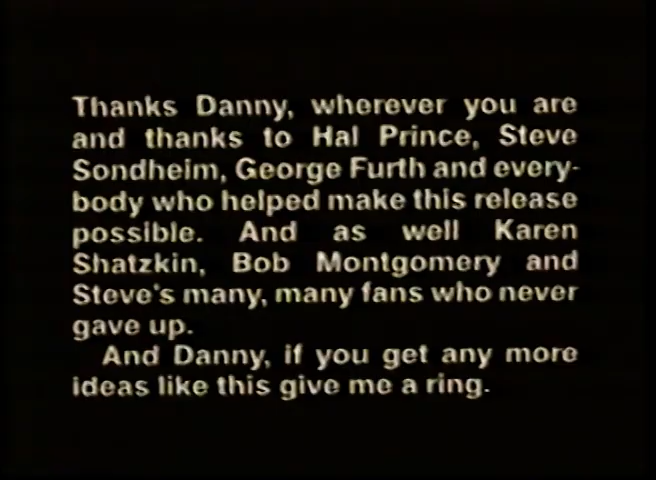 Thanks Danny, wherever you are
and thanks to Hal Prince, Steve
Sondheim, George Furth and every-
body who helped make this release
possible. And as well Karen
Shatzkin, Bob Montgomery and
Steve's many, many fans who never
gave up.
And Danny, if you get any more
ideas like this give me a ring.